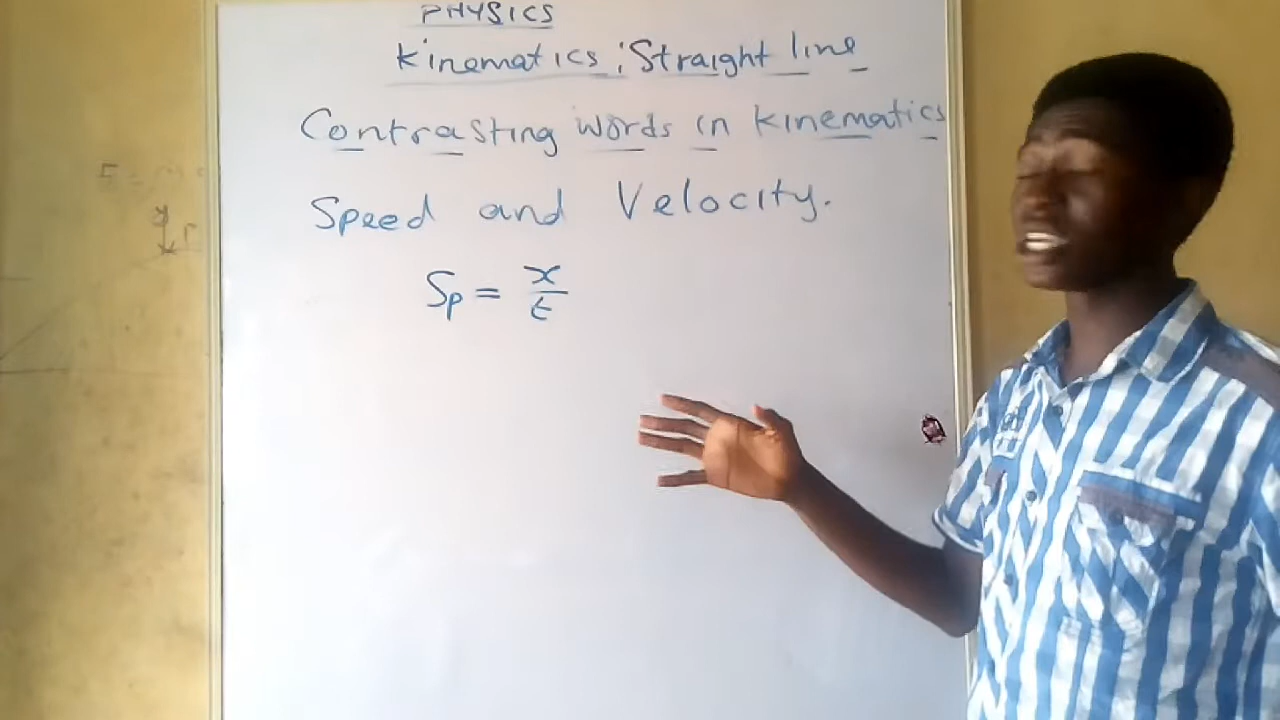 PHYSICS
Kinematics ; Straight line
Contrasting words in kinematics
Speed and Velocity.
Sp = x/t